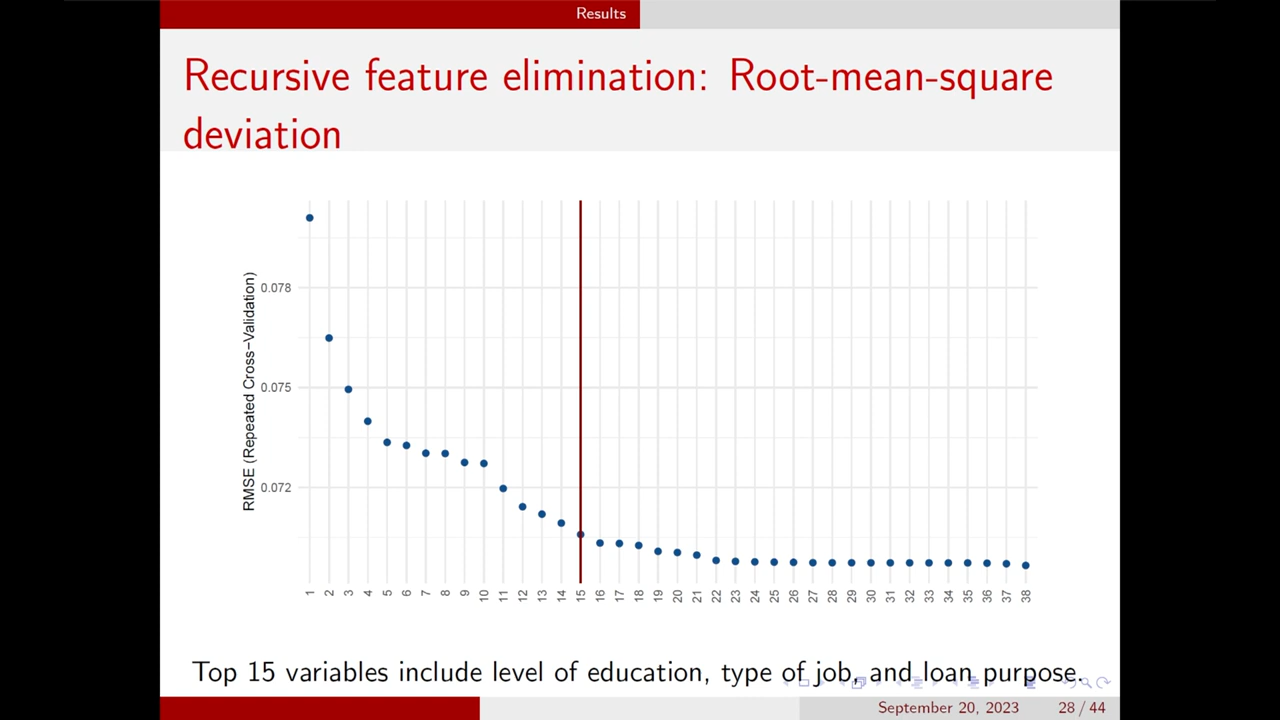 Results
Recursive feature elimination: Root-mean-square
deviation
RMSE (Repeated Cross−Validation)
0.078
0.075
0.072
1 2 3 4 5 6 7 8 9 10 11 12 13 14 15 16 17 18 19 20 21 22 23 24 25 26 27 28 29 30 31 32 33 34 35 36 37 38
Top 15 variables include level of education, type of job, and loan purpose.
September 20, 2023 28 / 44